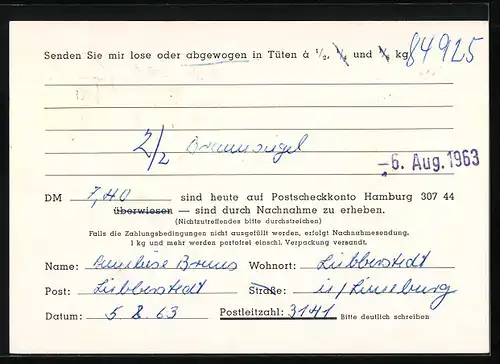 Senden Sie mir lose oder abgewogen in Tüten à 1/2, 1/4 und 1/8 kg 84925
2/2 Braunsiegel
-6. Aug. 1963
DM 7,40 sind heute auf Postscheckkonto Hamburg 307 44
überwiesen — sind durch Nachnahme zu erheben.
(Nichtzutreffendes bitte durchstreichen)
Falls die Zahlungsbedingungen nicht ausgefüllt werden, erfolgt Nachnahmesendung.
1 kg und mehr werden portofrei einschl. Verpackung versandt.
Name: Anneliese Bruns Wohnort: Lübberstedt
Post: Lübberstedt Straße: ü/Lüneburg
Datum: 5.8.63 Postleitzahl: 3141 Bitte deutlich schreiben